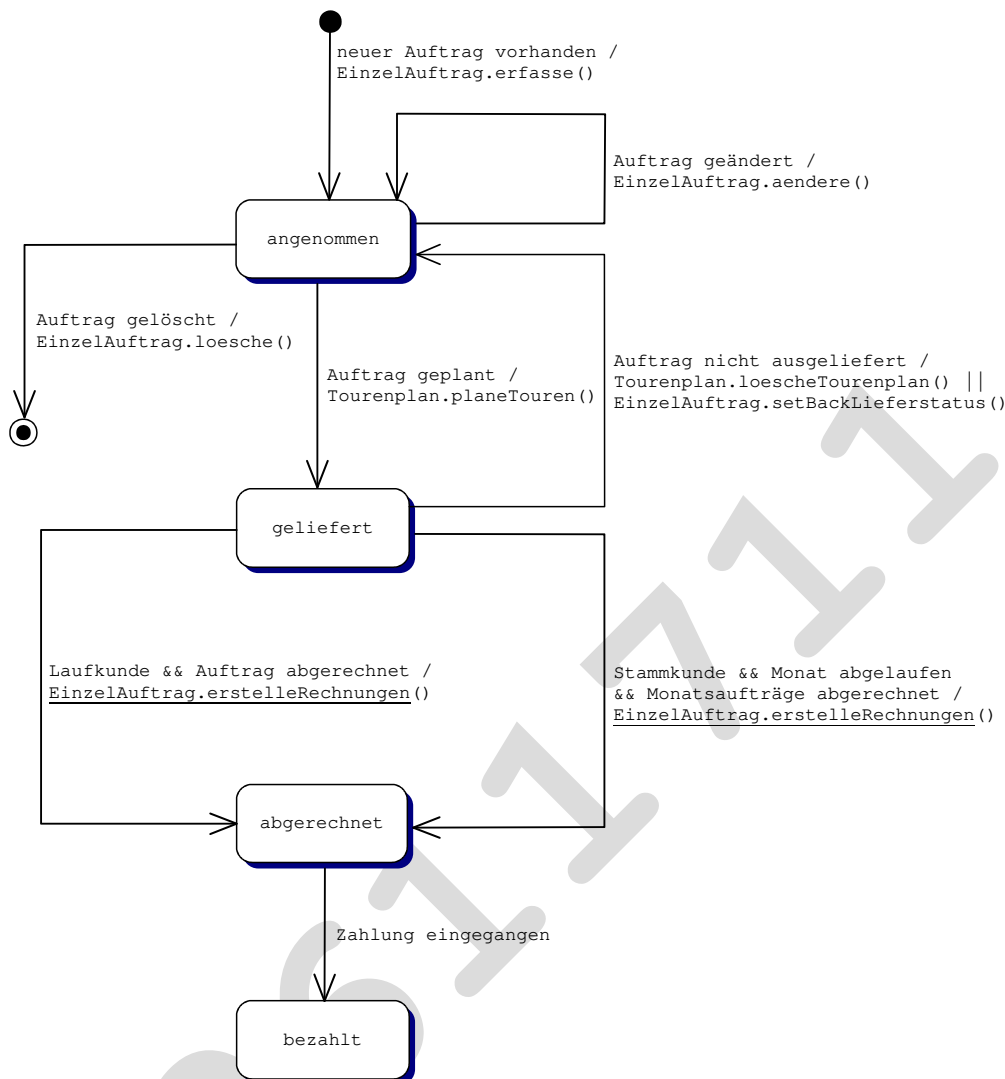 neuer Auftrag vorhanden /
EinzelAuftrag.erfasse()
Auftrag geändert /
EinzelAuftrag.aendere()
angenommen
Auftrag gelöscht /
EinzelAuftrag.loesche()
Auftrag geplant /
Tourenplan.planeTouren()
Auftrag nicht ausgeliefert /
Tourenplan.loescheTourenplan() ||
EinzelAuftrag.setBackLieferstatus()
geliefert
Laufkunde && Auftrag abgerechnet /
EinzelAuftrag.erstelleRechnungen()
Stammkunde && Monat abgelaufen
&& Monatsaufträge abgerechnet /
EinzelAuftrag.erstelleRechnungen()
abgerechnet
Zahlung eingegangen
bezahlt